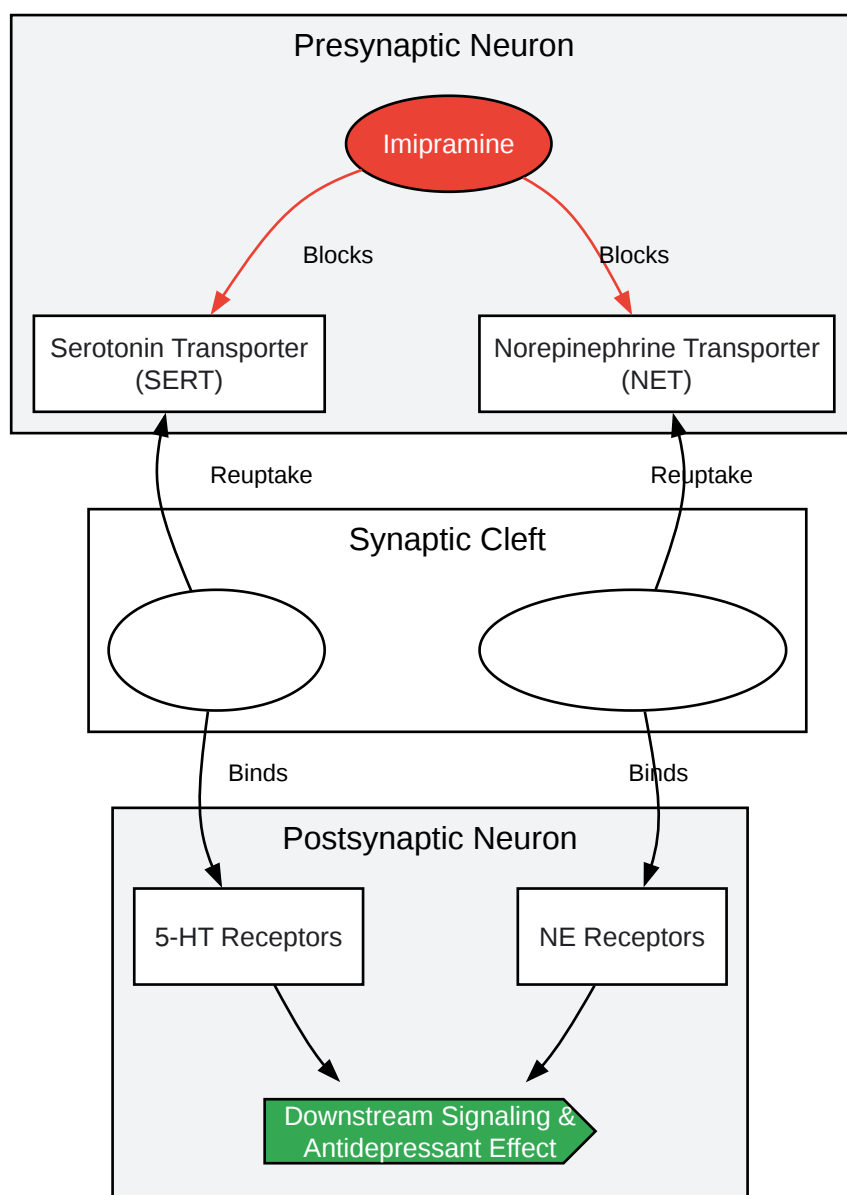 Presynaptic Neuron
Imipramine
Blocks
Blocks
Serotonin Transporter
(SERT)
Norepinephrine Transporter
(NET)
Reuptake
Reuptake
Synaptic Cleft
Binds
Binds
Postsynaptic Neuron
5-HT Receptors
NE Receptors
Downstream Signaling &
Antidepressant Effect